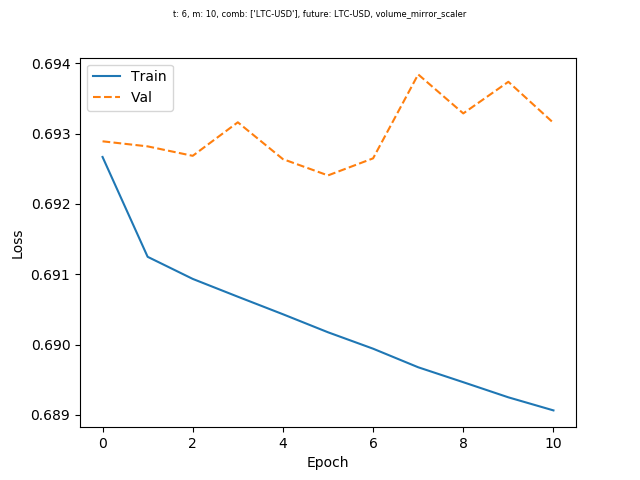 t: 6, m: 10, comb: ['LTC-USD'], future: LTC-USD, volume_mirror_scaler
Train
Val
0.694
0.693
0.692
0.691
0.690
0.689
Loss
0 2 4 6 8 10
Epoch